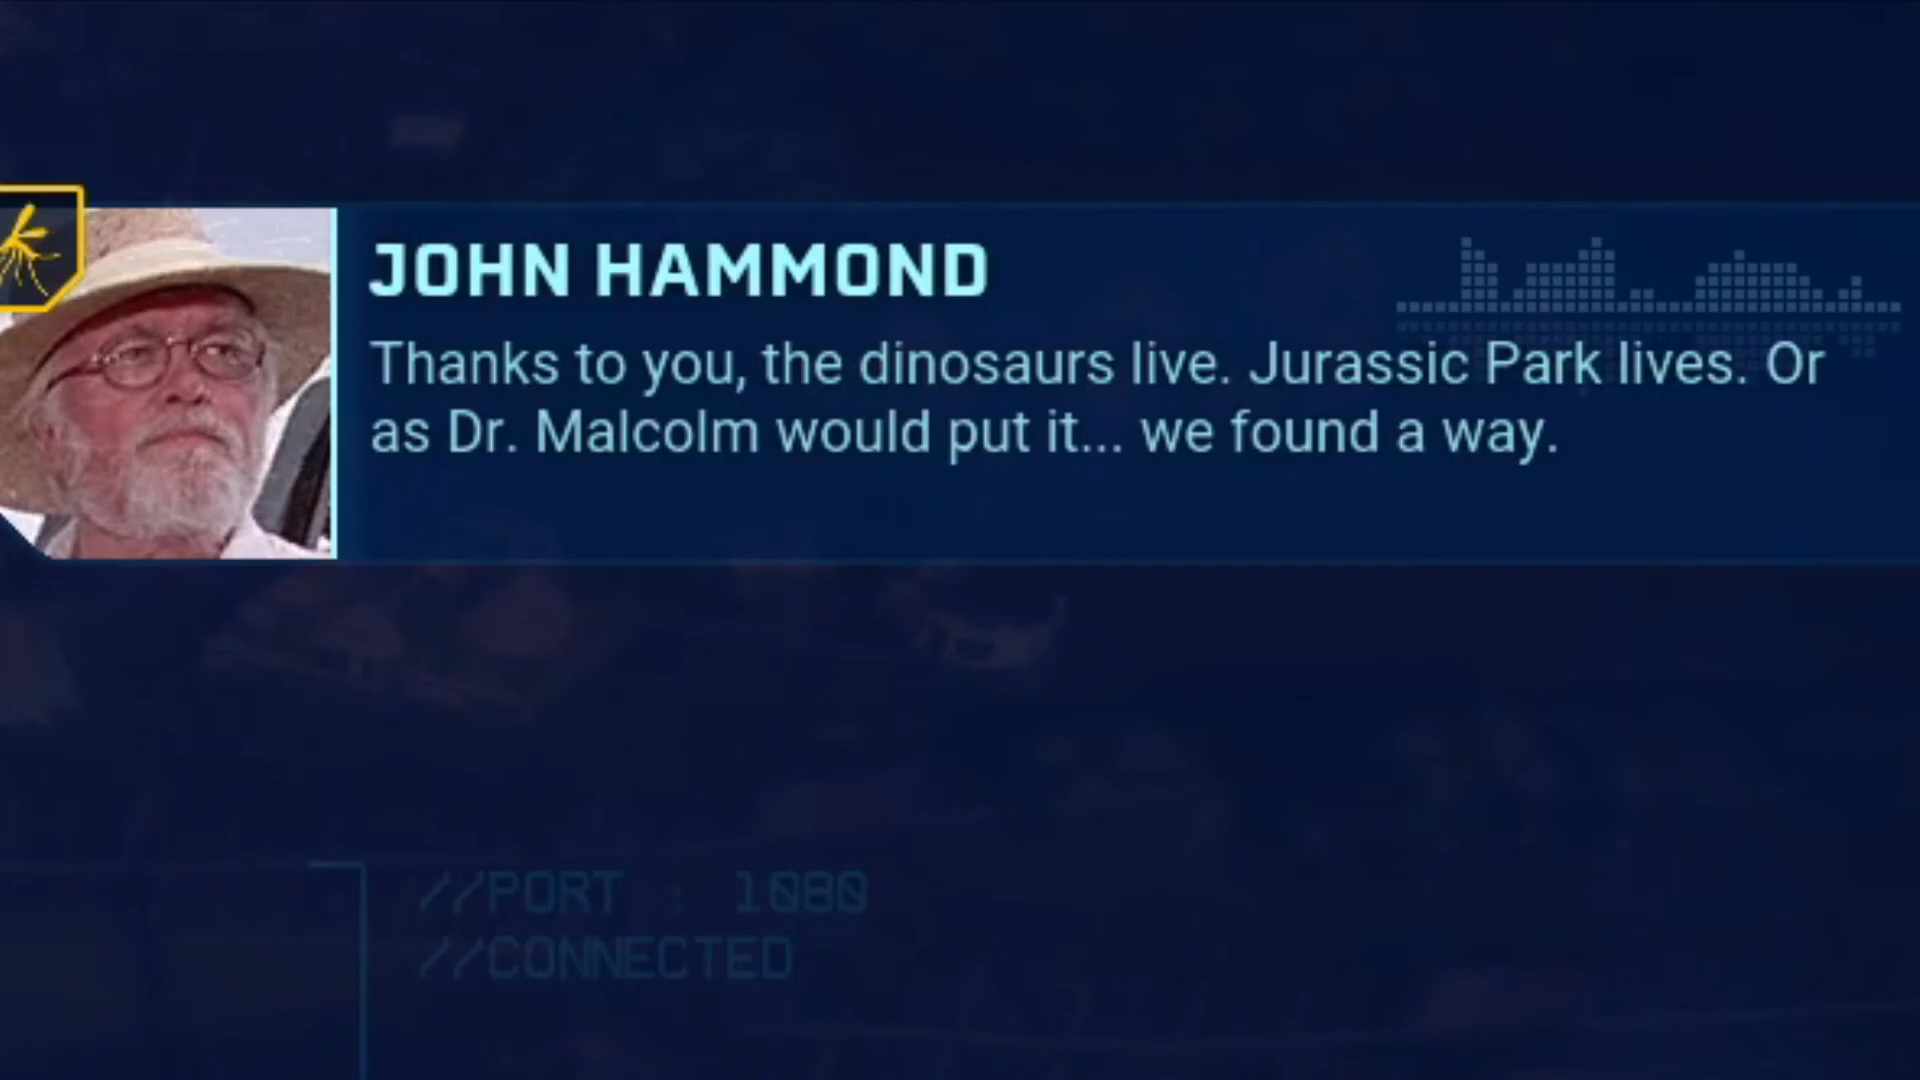 JOHN HAMMOND
Thanks to you, the dinosaurs live. Jurassic Park lives. Or
as Dr. Malcolm would put it... we found a way.
//PORT : 1080
//CONNECTED